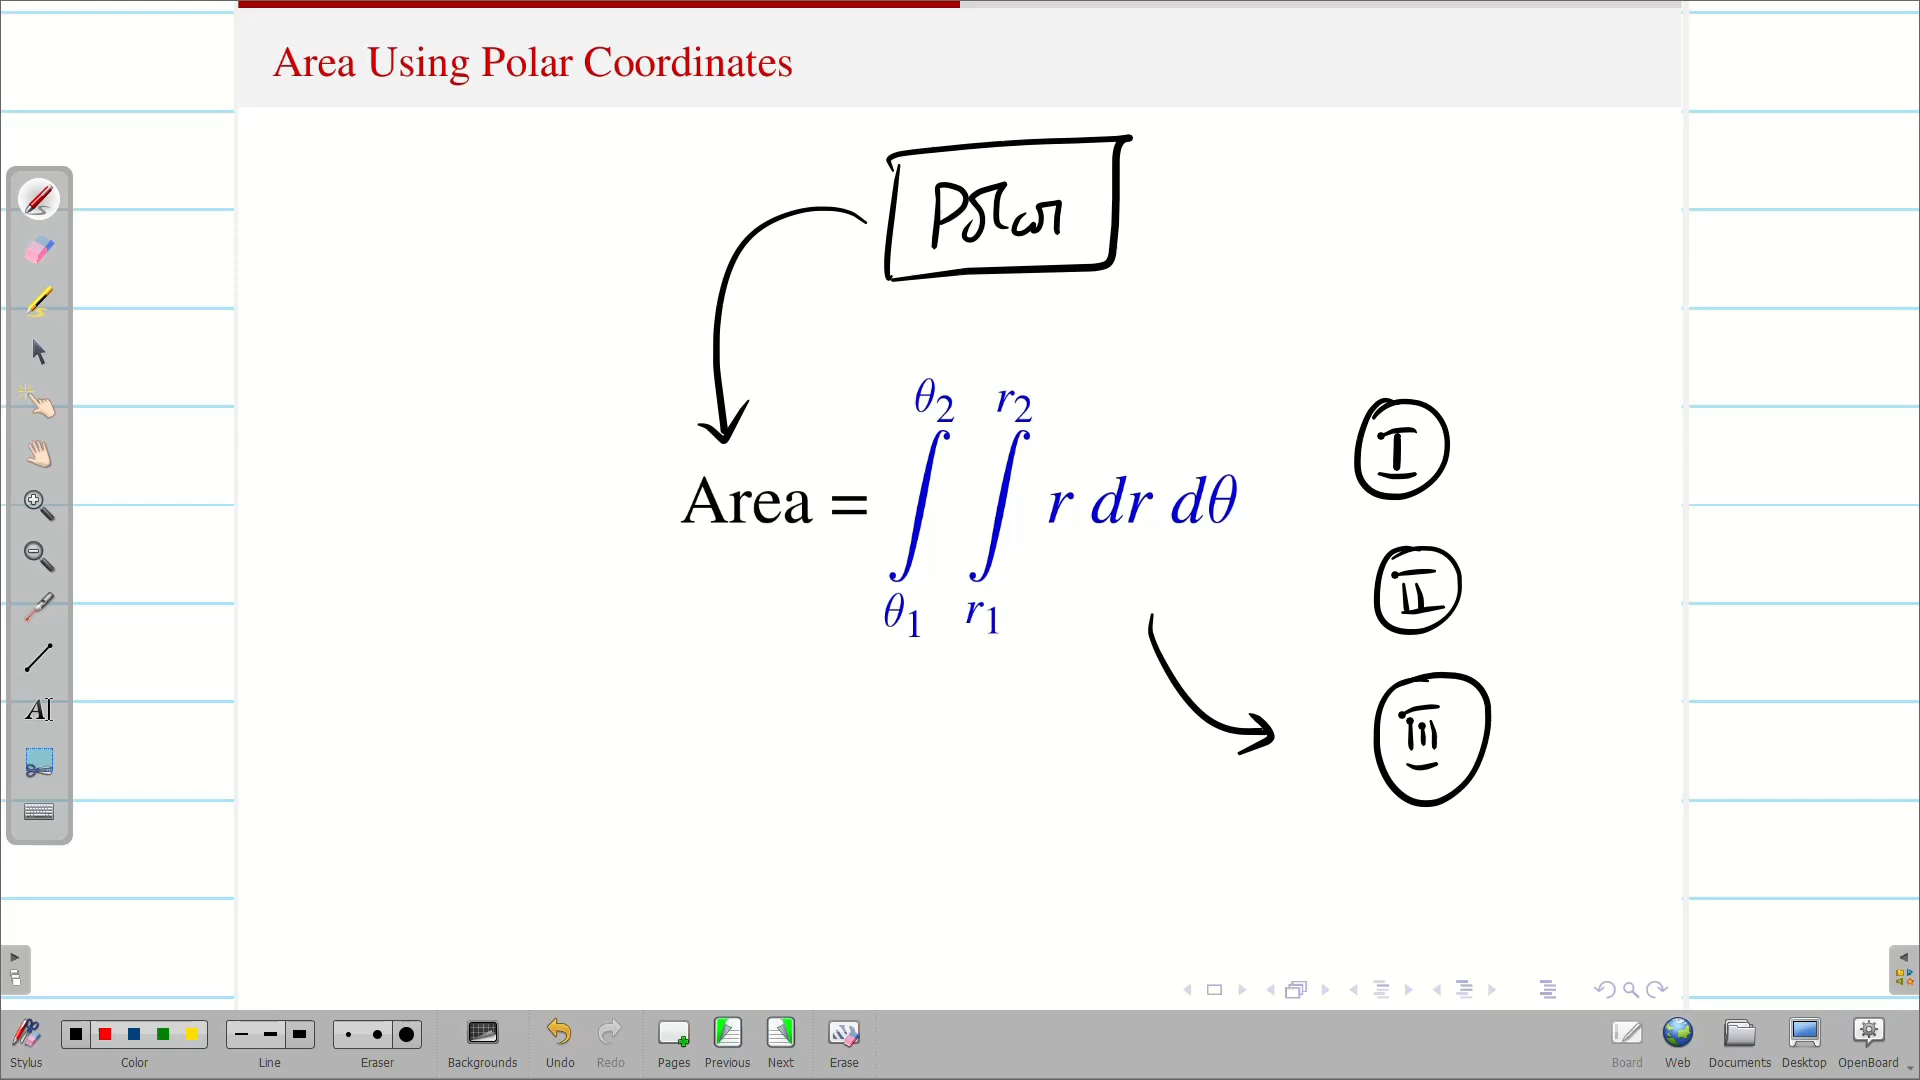 Area Using Polar Coordinates
Polar
Area = ∫_{θ₁}^{θ₂} ∫_{r₁}^{r₂} r dr dθ
I
II
III
Stylus
Color
Line
Eraser
Backgrounds
Undo
Redo
Pages
Previous
Next
Erase
Board
Web
Documents
Desktop
OpenBoard